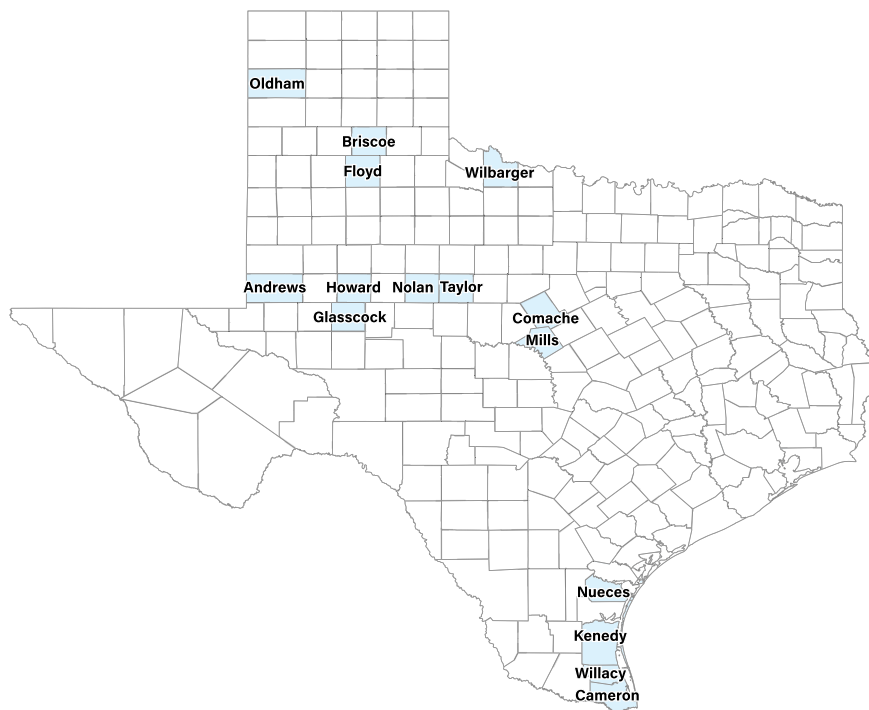 Oldham
Briscoe
Floyd
Wilbarger
Andrews
Howard
Nolan
Taylor
Glasscock
Comache
Mills
Nueces
Kenedy
Willacy
Cameron